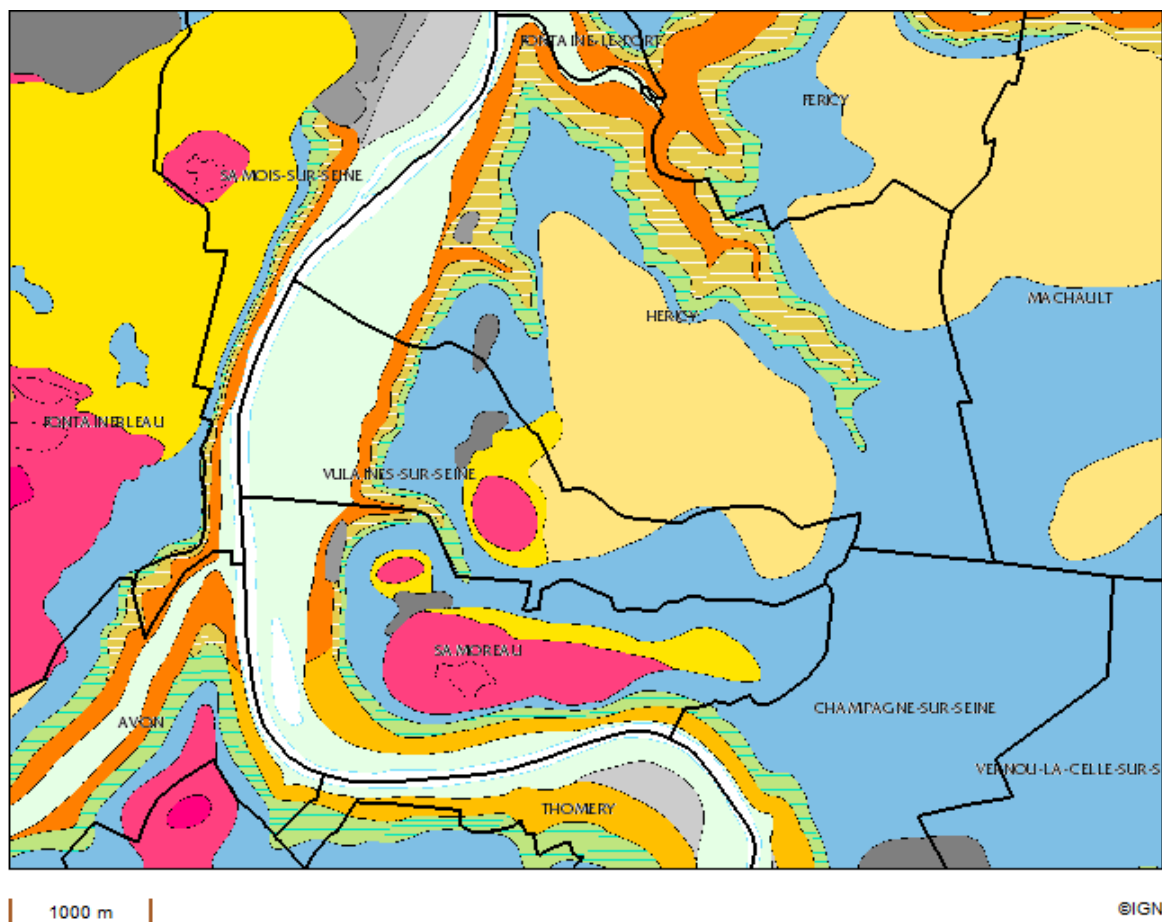 FONTAINE-LE-PORT
FERICY
SAMOIS-SUR-SEINE
MACHAULT
HERICY
FONTAINEBLEAU
VULAINES-SUR-SEINE
SAMOREAU
CHAMPAGNE-SUR-SEINE
AVON
VERNOU-LA-CELLE-SUR-S
THOMERY
1000 m
©IGN